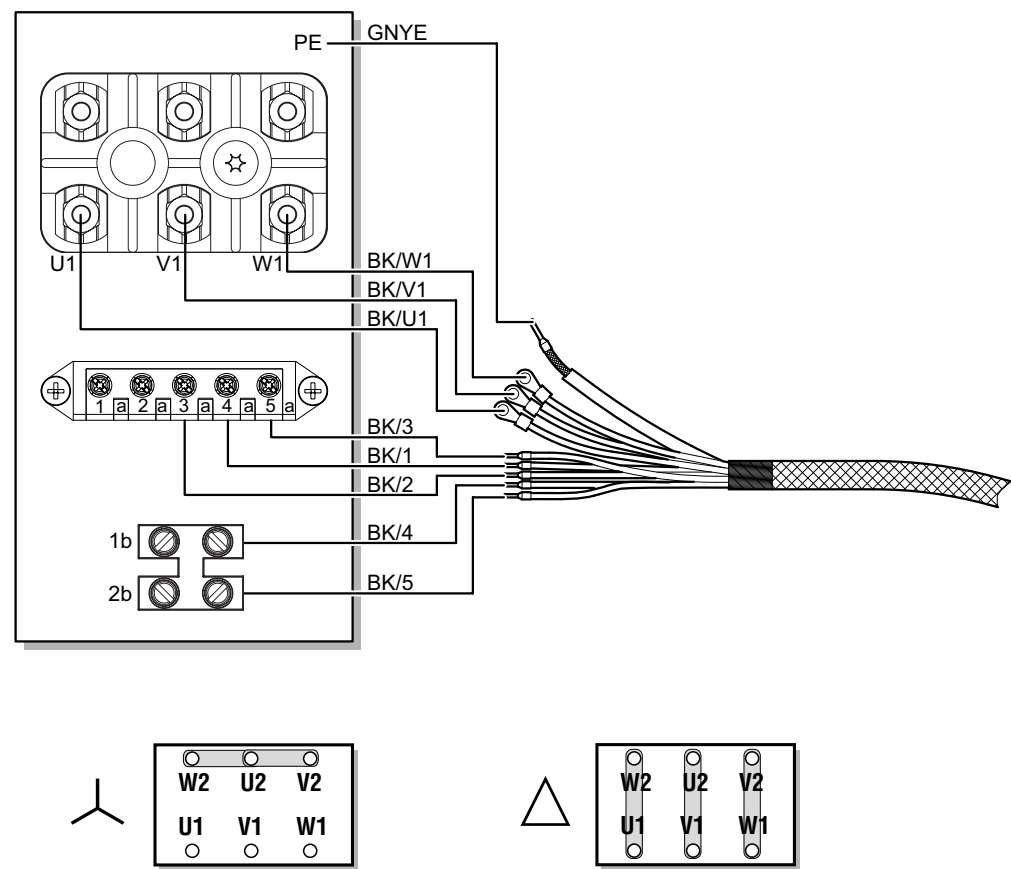 PE GNYE
U1 V1 W1
BK/W1
BK/V1
BK/U1
1 a 2 a 3 a 4 a 5 a
BK/3
BK/1
BK/2
1b BK/4
2b BK/5
W2 U2 V2
U1 V1 W1
W2 U2 V2
U1 V1 W1